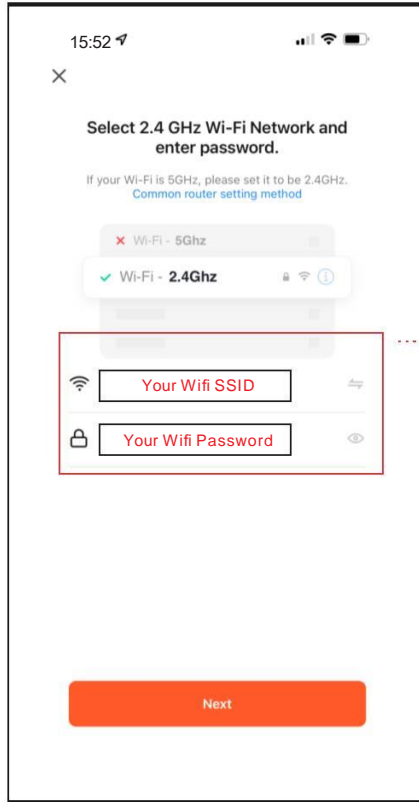 15:52
Select 2.4 GHz Wi-Fi Network and
enter password.
If your Wi-Fi is 5GHz, please set it to be 2.4GHz.
Common router setting method
Wi-Fi - 5Ghz
Wi-Fi - 2.4Ghz
Your Wifi SSID
Your Wifi Password
Next